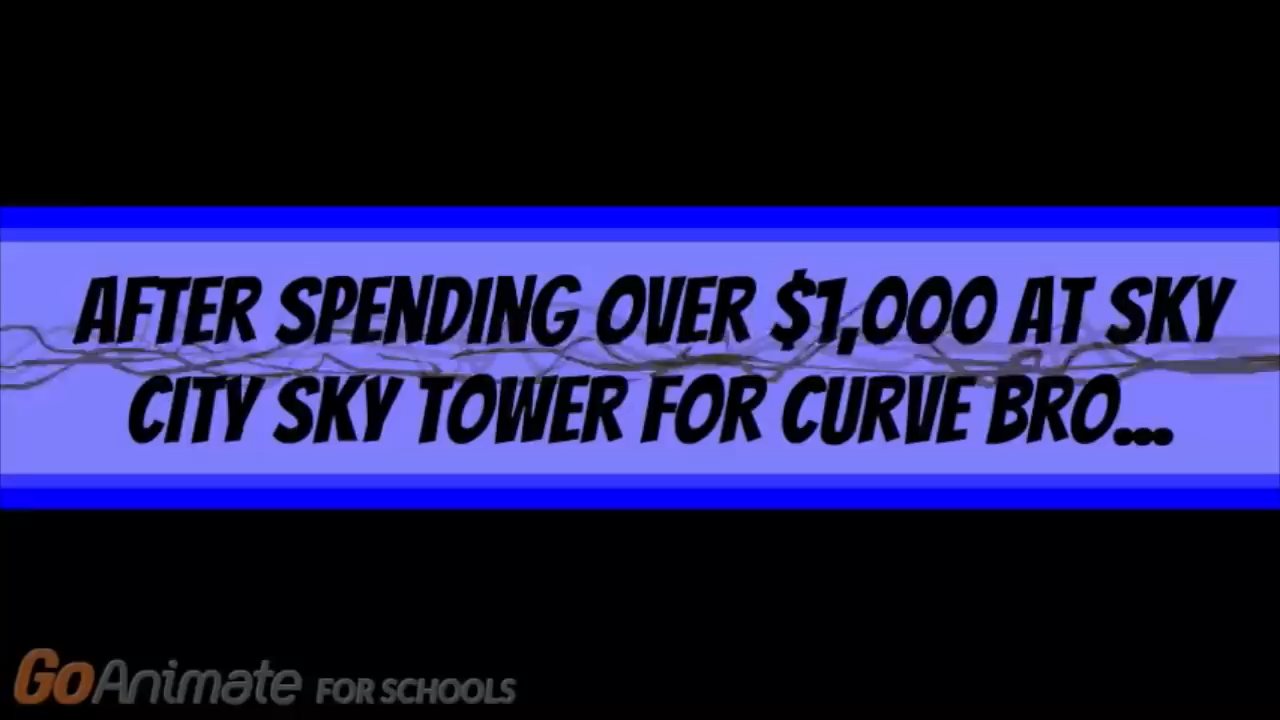 AFTER SPENDING OVER $1,000 AT SKY
CITY SKY TOWER FOR CURVE BRO...
GoAnimate FOR SCHOOLS